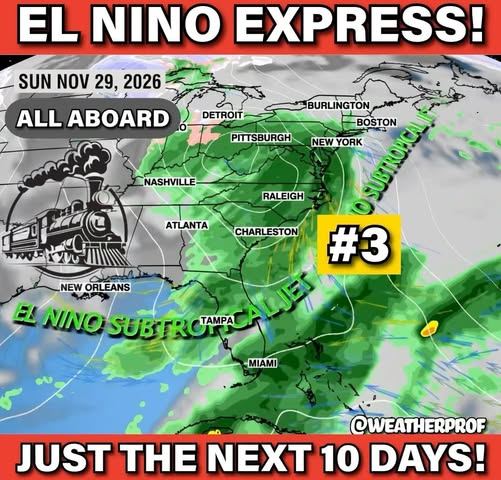 EL NINO EXPRESS!
SUN NOV 29, 2026
ALL ABOARD
BURLINGTON
DETROIT
BOSTON
PITTSBURGH
NEW YORK
NASHVILLE
RALEIGH
ATLANTA
CHARLESTON
#3
NEW ORLEANS
EL NINO SUBTROPICAL JET
TAMPA
MIAMI
@WEATHERPROF
JUST THE NEXT 10 DAYS!